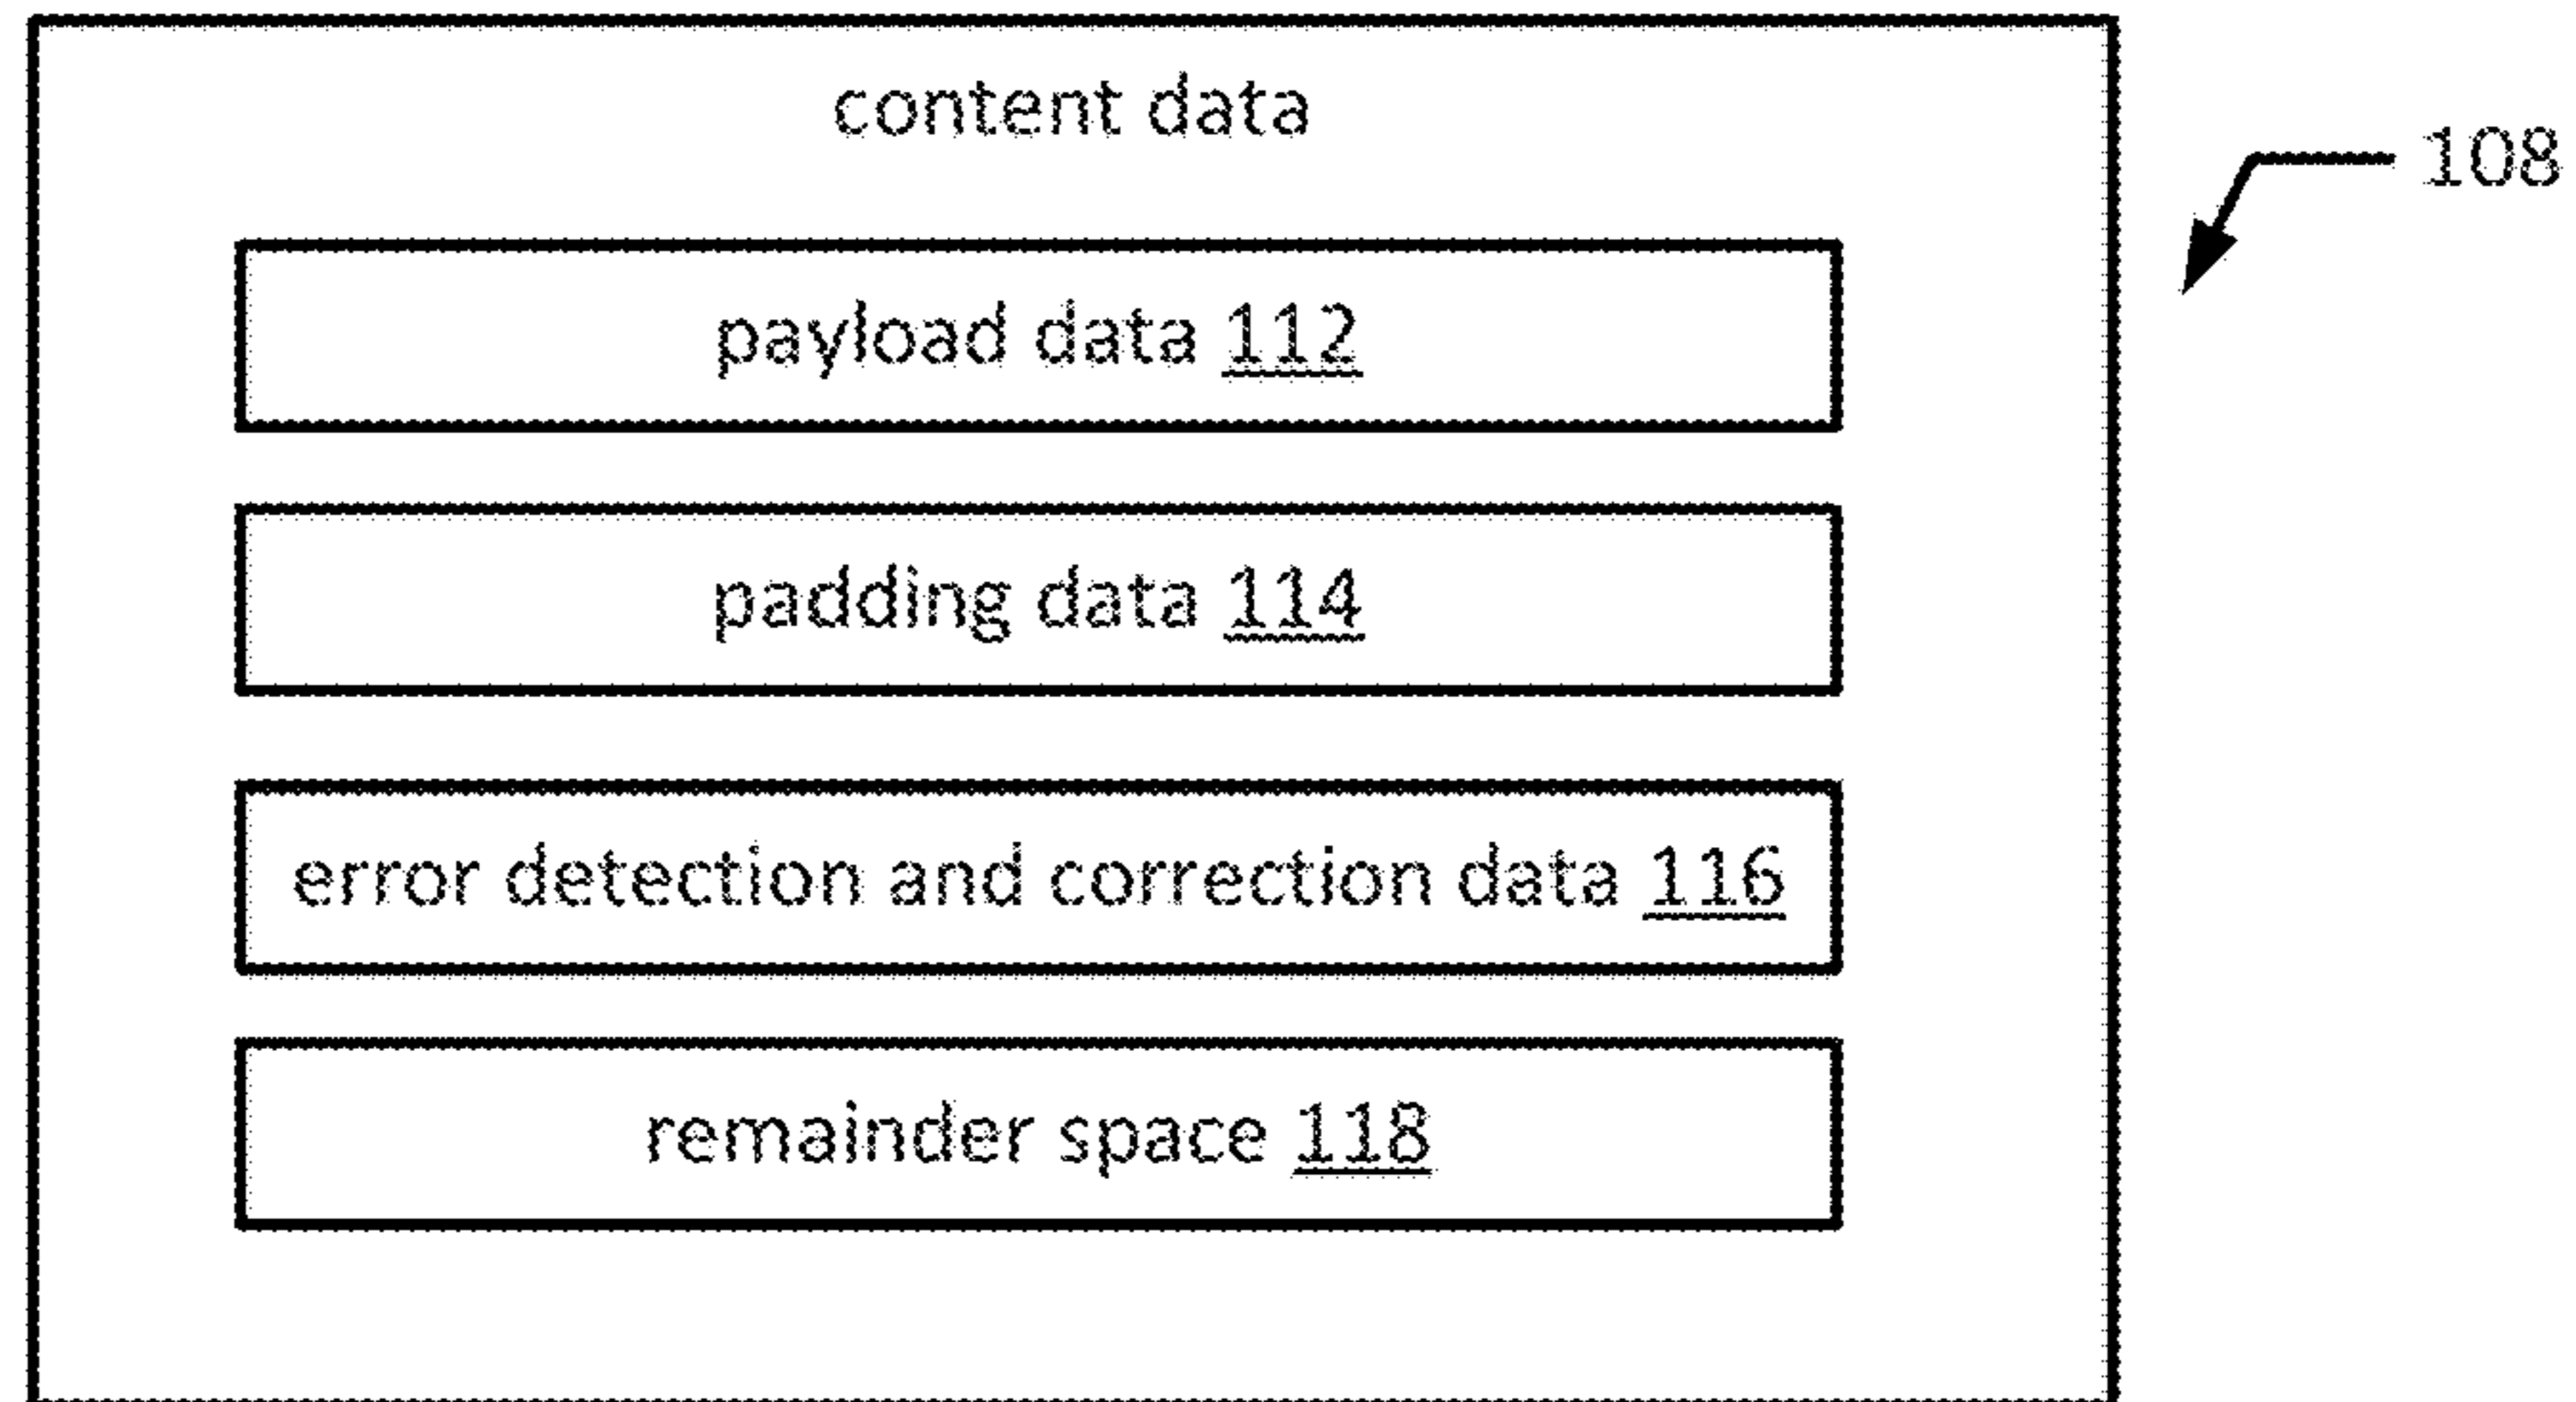 content data
108
payload data 112
padding data 114
error detection and correction data 116
remainder space 118